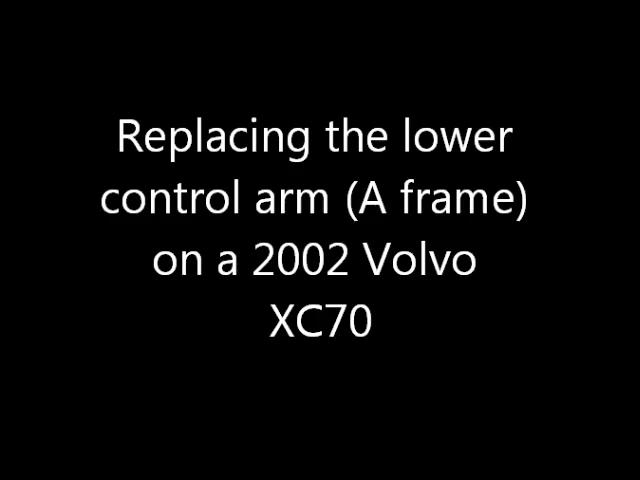 Replacing the lower
control arm (A frame)
on a 2002 Volvo
XC70